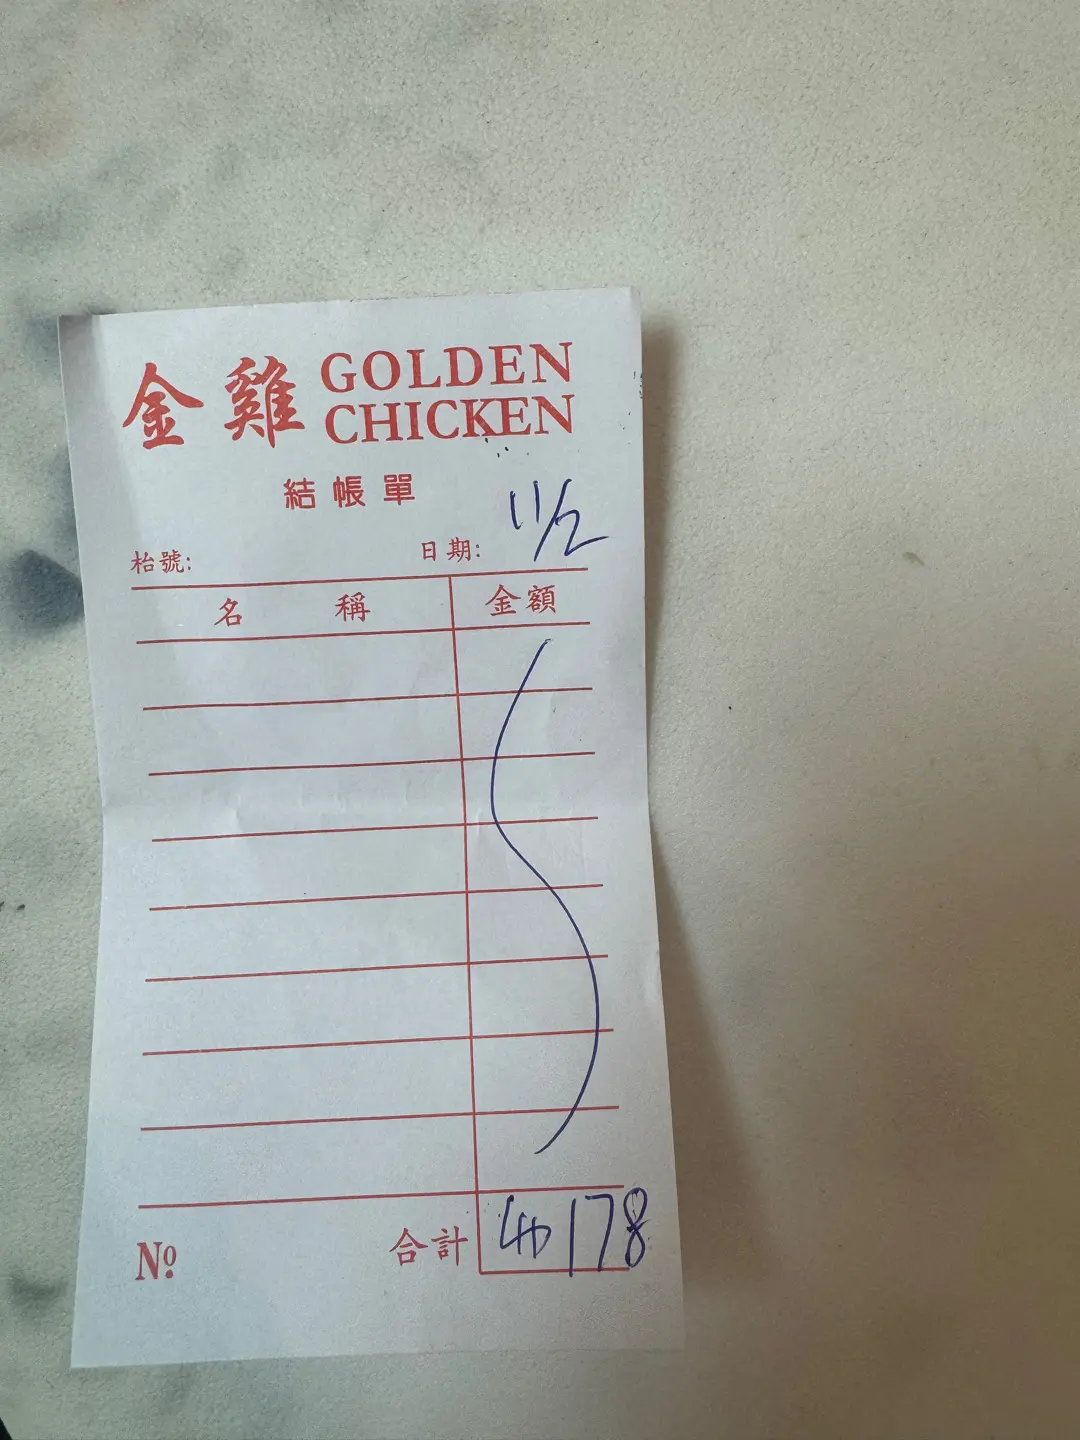 金雞 GOLDEN CHICKEN
結帳單
枱號: 日期: 11/2
名稱 金額
Nº 合計 178